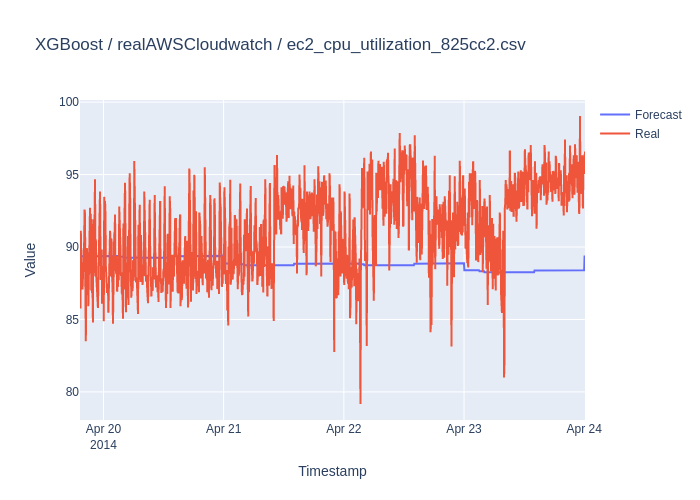 XGBoost / realAWSCloudwatch / ec2_cpu_utilization_825cc2.csv
Forecast
Real
100
95
90
85
80
Value
Apr 20
2014
Apr 21
Apr 22
Apr 23
Apr 24
Timestamp